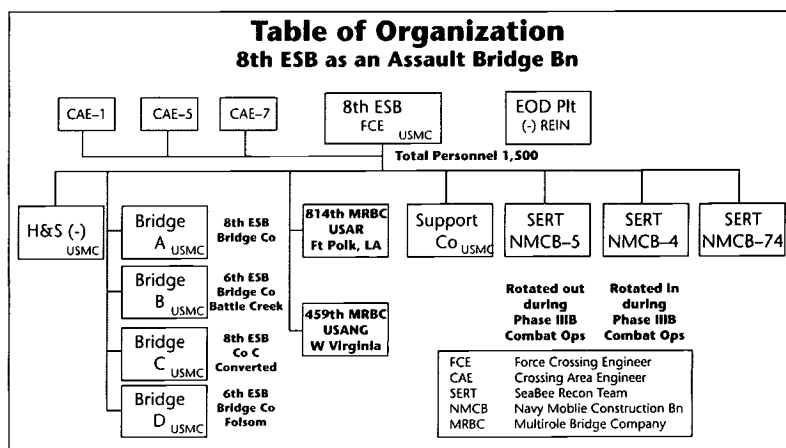 Table of Organization
8th ESB as an Assault Bridge Bn
CAE–1
CAE–5
CAE–7
8th ESB
FCE
USMC
EOD Plt
(-) REIN
Total Personnel 1,500
H&S (-)
USMC
Bridge
A USMC
8th ESB
Bridge Co
Bridge
B USMC
6th ESB
Bridge Co
Battle Creek
Bridge
C USMC
8th ESB
Co C
Converted
Bridge
D USMC
6th ESB
Bridge Co
Folsom
814th MRBC
USAR
Ft Polk, LA
459th MRBC
USANG
W Virginia
Support
Co USMC
SERT
NMCB–5
Rotated out
during
Phase IIIB
Combat Ops
SERT
NMCB–4
Rotated in
during
Phase IIIB
Combat Ops
SERT
NMCB–74
FCE Force Crossing Engineer
CAE Crossing Area Engineer
SERT SeaBee Recon Team
NMCB Navy Moblie Construction Bn
MRBC Multirole Bridge Company